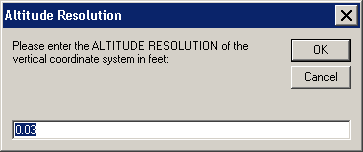 Altitude Resolution
Please enter the ALTITUDE RESOLUTION of the
vertical coordinate system in feet:
OK
Cancel
0.03